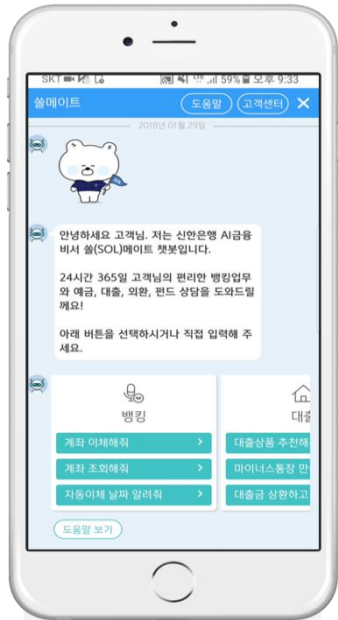 SKT
LTE 59% 오후 9:33
쏠메이트 도움말 고객센터 ✕
2018년 01월 29일
안녕하세요 고객님. 저는 신한은행 AI금융
비서 쏠(SOL)메이트 챗봇입니다.
24시간 365일 고객님의 편리한 뱅킹업무
와 예금, 대출, 외환, 펀드 상담을 도와드릴
께요!
아래 버튼을 선택하시거나 직접 입력해 주
세요.
뱅킹
계좌 이체해줘 >
계좌 조회해줘 >
자동이체 날짜 알려줘 >
대출
대출상품 추천해
마이너스통장 만
대출금 상환하고
도움말 보기